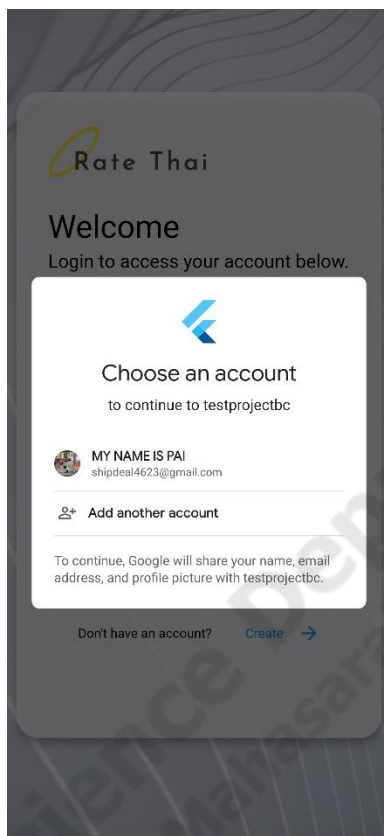 Rate Thai
Welcome
Login to access your account below.
Choose an account
to continue to testprojectbc
MY NAME IS PAI
shipdeal4623@gmail.com
Add another account
To continue, Google will share your name, email
address, and profile picture with testprojectbc.
Don't have an account? Create